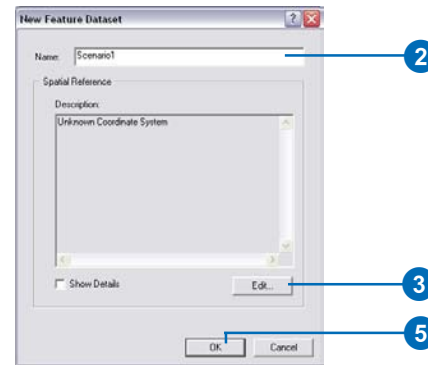 New Feature Dataset
Name: Scenario1
2
Spatial Reference
Description:
Unknown Coordinate System
Show Details
Edit...
3
5
OK
Cancel